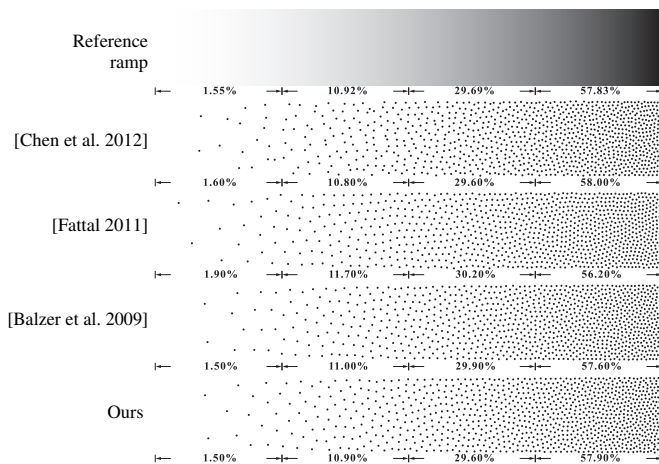 Reference
ramp
1.55% 10.92% 29.69% 57.83%
[Chen et al. 2012]
1.60% 10.80% 29.60% 58.00%
[Fattal 2011]
1.90% 11.70% 30.20% 56.20%
[Balzer et al. 2009]
1.50% 11.00% 29.90% 57.60%
Ours
1.50% 10.90% 29.60% 57.90%